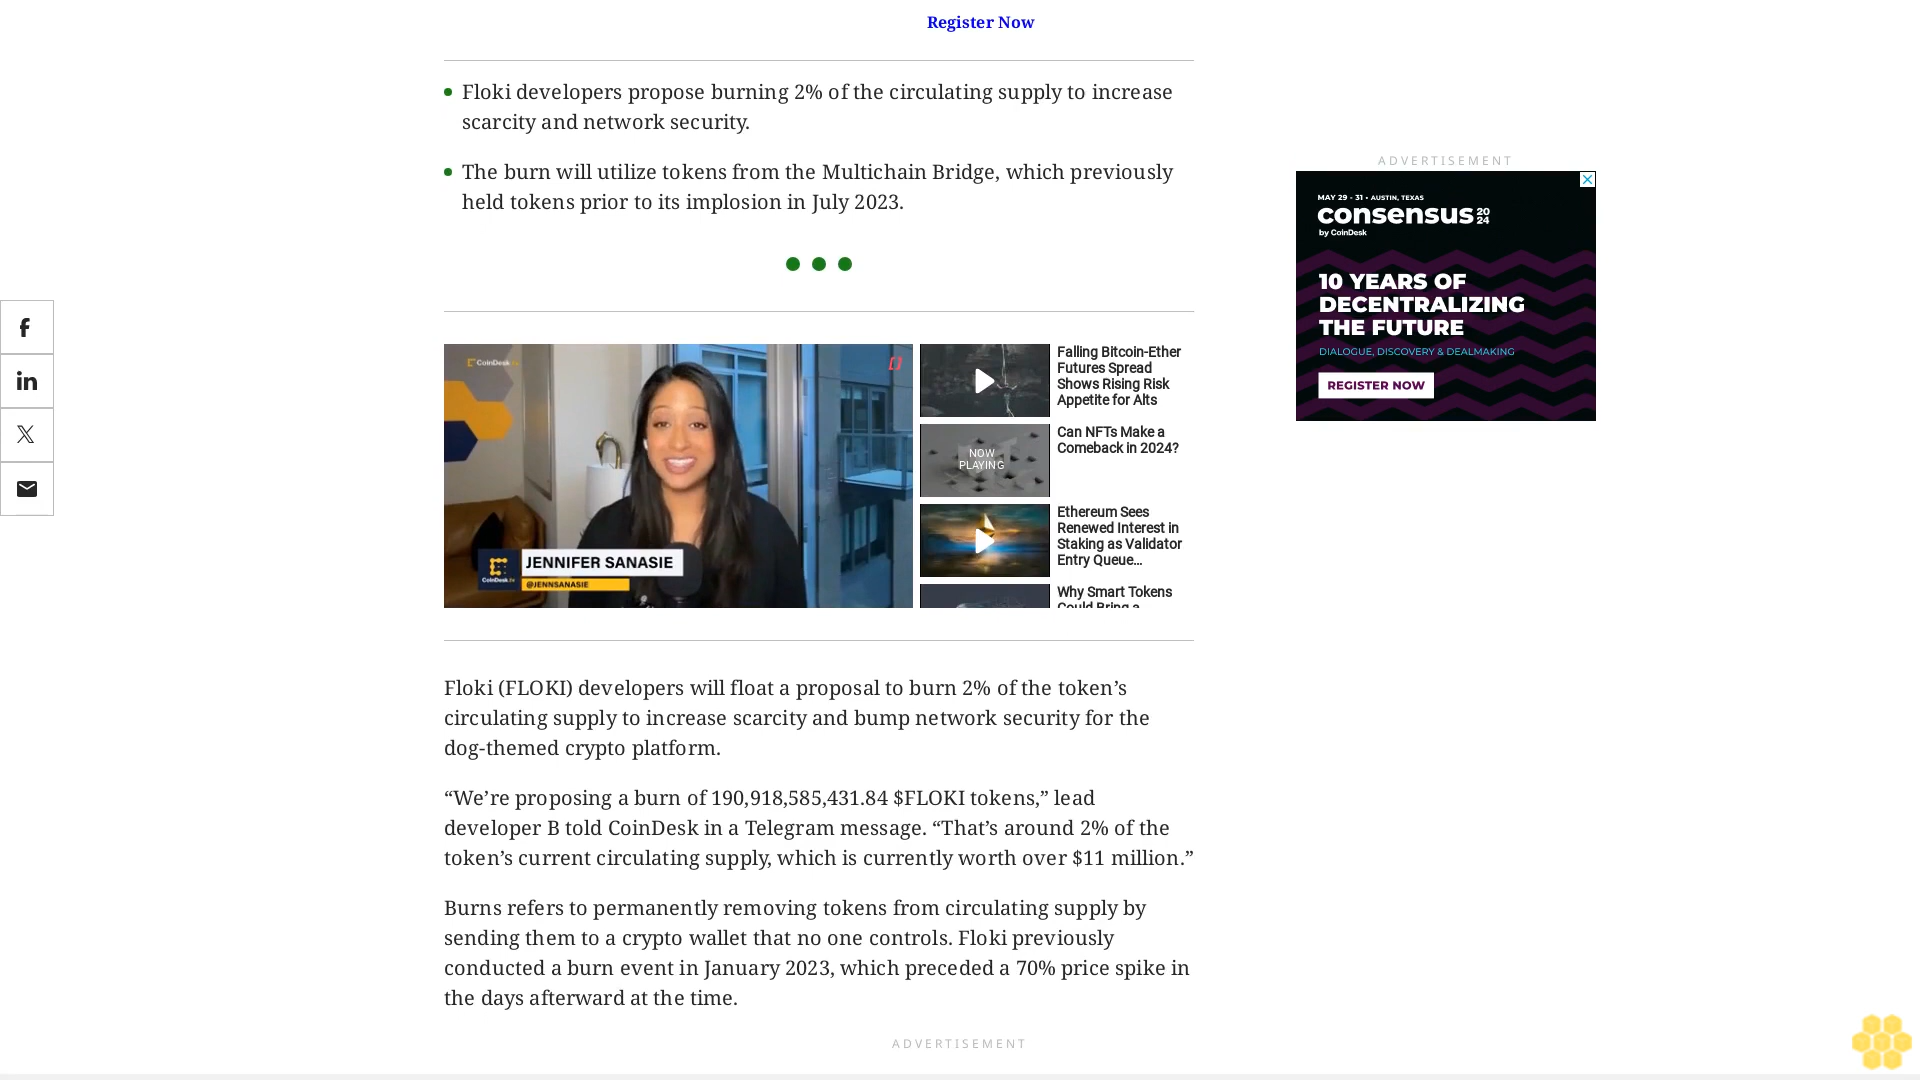 Register Now
Floki developers propose burning 2% of the circulating supply to increase
scarcity and network security.
The burn will utilize tokens from the Multichain Bridge, which previously
held tokens prior to its implosion in July 2023.
ADVERTISEMENT
MAY 29 - 31 • AUSTIN, TEXAS
consensus 2024
by CoinDesk
10 YEARS OF
DECENTRALIZING
THE FUTURE
DIALOGUE, DISCOVERY & DEALMAKING
REGISTER NOW
CoinDesk.tv
JENNIFER SANASIE
CoinDesk.tv
@JENNSANASIE
Falling Bitcoin-Ether
Futures Spread
Shows Rising Risk
Appetite for Alts
NOW
PLAYING
Can NFTs Make a
Comeback in 2024?
Ethereum Sees
Renewed Interest in
Staking as Validator
Entry Queue...
Why Smart Tokens
Could Bring a
Floki (FLOKI) developers will float a proposal to burn 2% of the token’s
circulating supply to increase scarcity and bump network security for the
dog-themed crypto platform.
“We’re proposing a burn of 190,918,585,431.84 $FLOKI tokens,” lead
developer B told CoinDesk in a Telegram message. “That’s around 2% of the
token’s current circulating supply, which is currently worth over $11 million.”
Burns refers to permanently removing tokens from circulating supply by
sending them to a crypto wallet that no one controls. Floki previously
conducted a burn event in January 2023, which preceded a 70% price spike in
the days afterward at the time.
ADVERTISEMENT